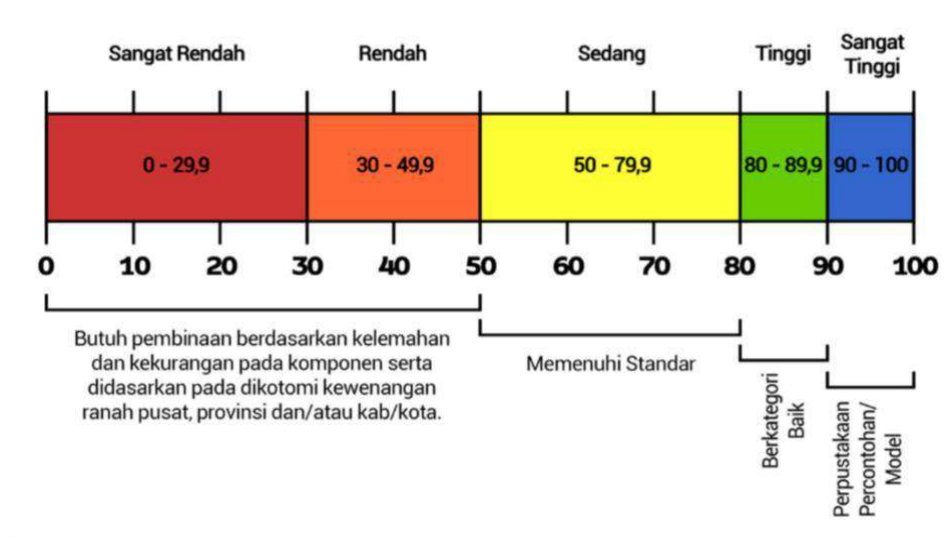 Sangat Rendah
Rendah
Sedang
Tinggi
Sangat
Tinggi
0 - 29,9
30 - 49,9
50 - 79,9
80 - 89,9
90 - 100
0
10
20
30
40
50
60
70
80
90
100
Butuh pembinaan berdasarkan kelemahan
dan kekurangan pada komponen serta
didasarkan pada dikotomi kewenangan
ranah pusat, provinsi dan/atau kab/kota.
Memenuhi Standar
Berkategori
Baik
Perpustakaan
Percontohan/
Model